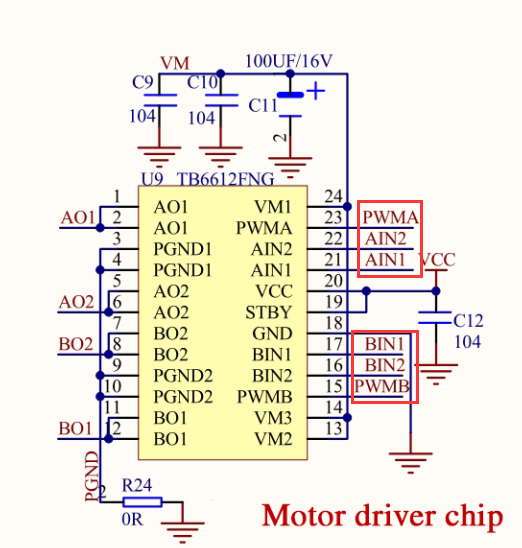 VM
100UF/16V
C9
C10
C11
+
104
104
2
U9 TB6612FNG
1 AO1 VM1 24
AO1 2 AO1 PWMA 23 PWMA
3 PGND1 AIN2 22 AIN2
4 PGND1 AIN1 21 AIN1
VCC
5 AO2 VCC 20
AO2 6 AO2 STBY 19
7 BO2 GND 18
C12
104
BO2 8 BO2 BIN1 17 BIN1
9 PGND2 BIN2 16 BIN2
10 PGND2 PWMB 15 PWMB
11 BO1 VM3 14
BO1 12 BO1 VM2 13
PGND
2
R24
0R
Motor driver chip